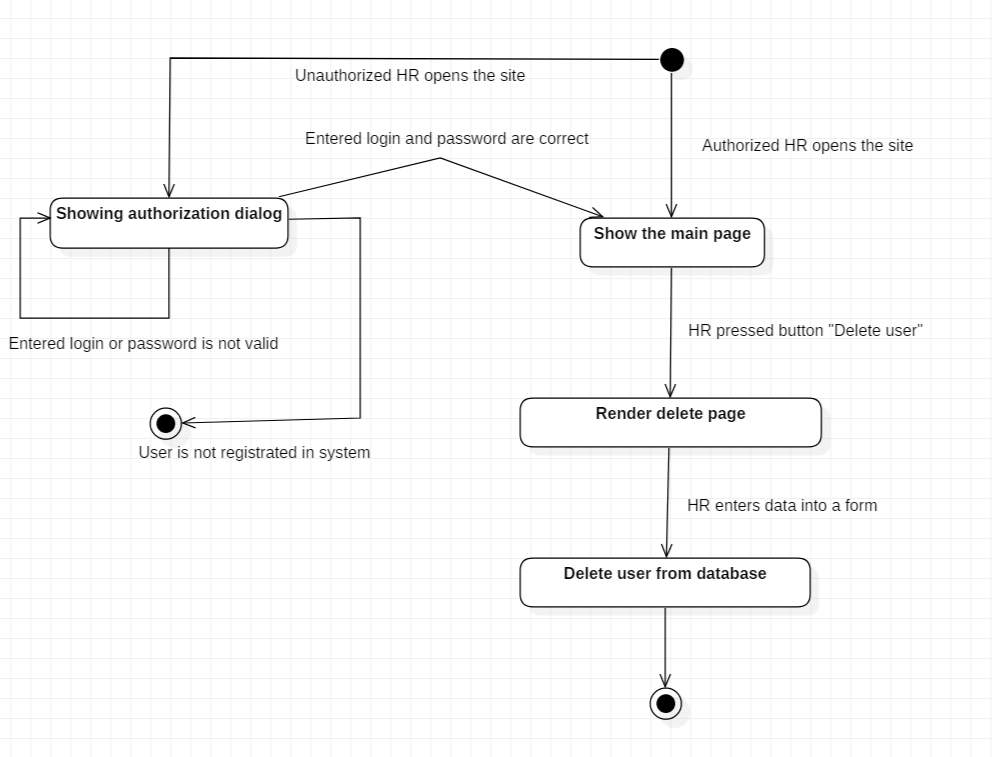 Unauthorized HR opens the site
Entered login and password are correct
Authorized HR opens the site
Showing authorization dialog
Show the main page
HR pressed button "Delete user"
Entered login or password is not valid
Render delete page
User is not registrated in system
HR enters data into a form
Delete user from database